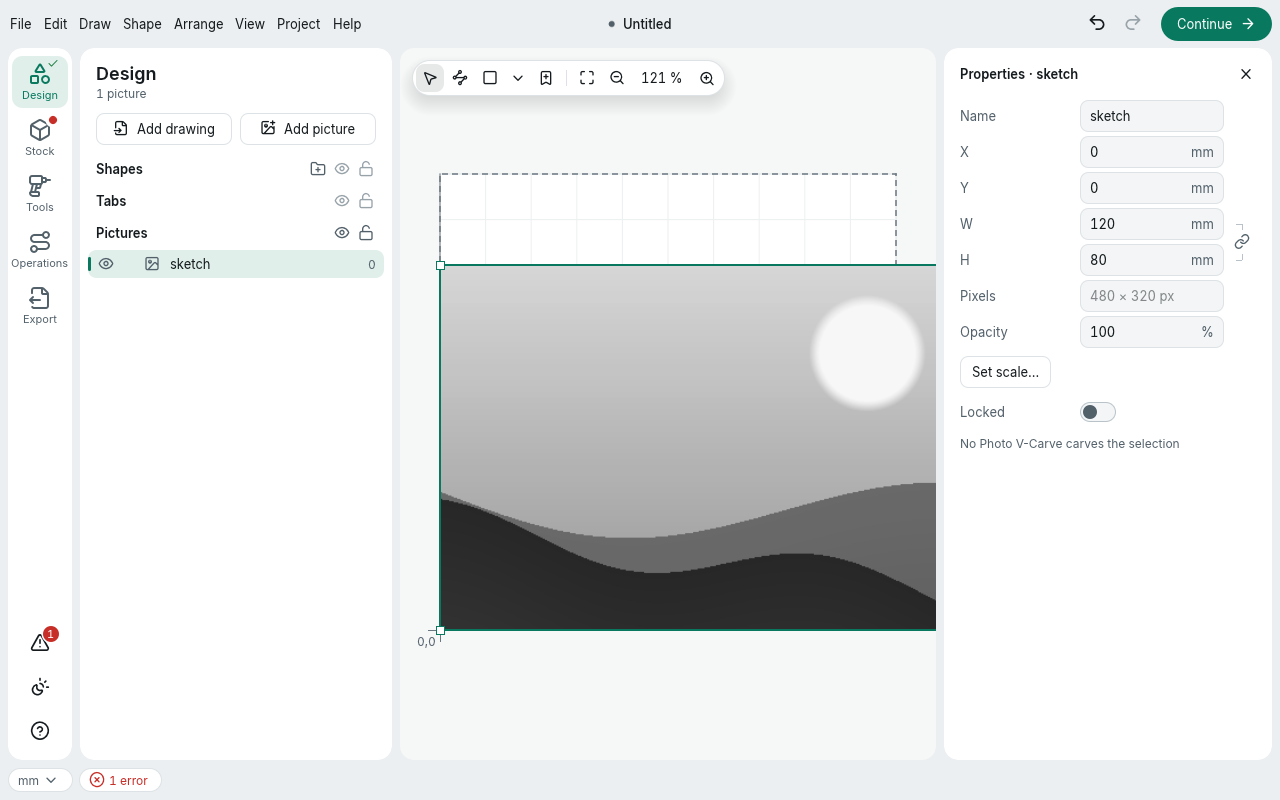 File Edit Draw Shape Arrange View Project Help
Untitled
Continue
Design
Stock
Tools
Operations
Export
1
Design
1 picture
Add drawing
Add picture
Shapes
Tabs
Pictures
sketch 0
121 %
0,0
Properties · sketch
Name sketch
X 0 mm
Y 0 mm
W 120 mm
H 80 mm
Pixels 480 × 320 px
Opacity 100 %
Set scale...
Locked
No Photo V-Carve carves the selection
mm
1 error